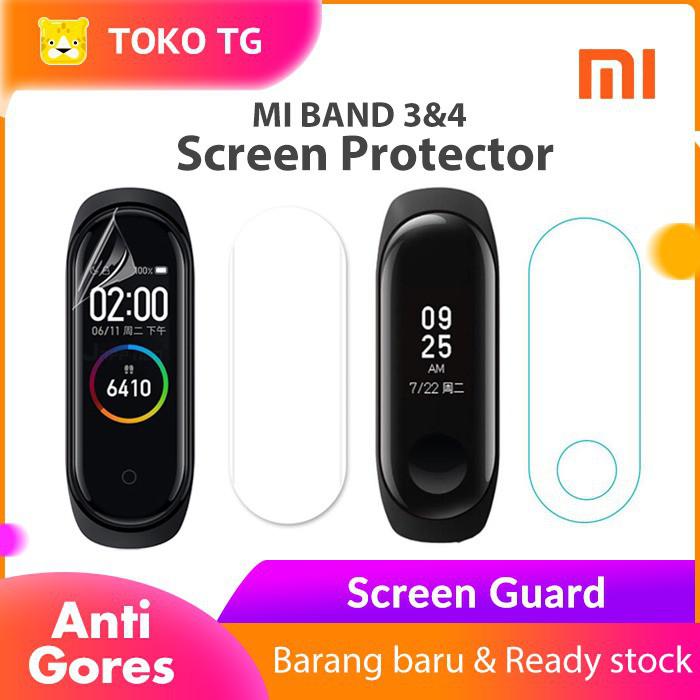 TOKO TG
mi
MI BAND 3&4
Screen Protector
100%
02:00
06/11 周二 下午
6410
09
25
AM
7/22 周二
Screen Guard
Anti
Gores
Barang baru & Ready stock